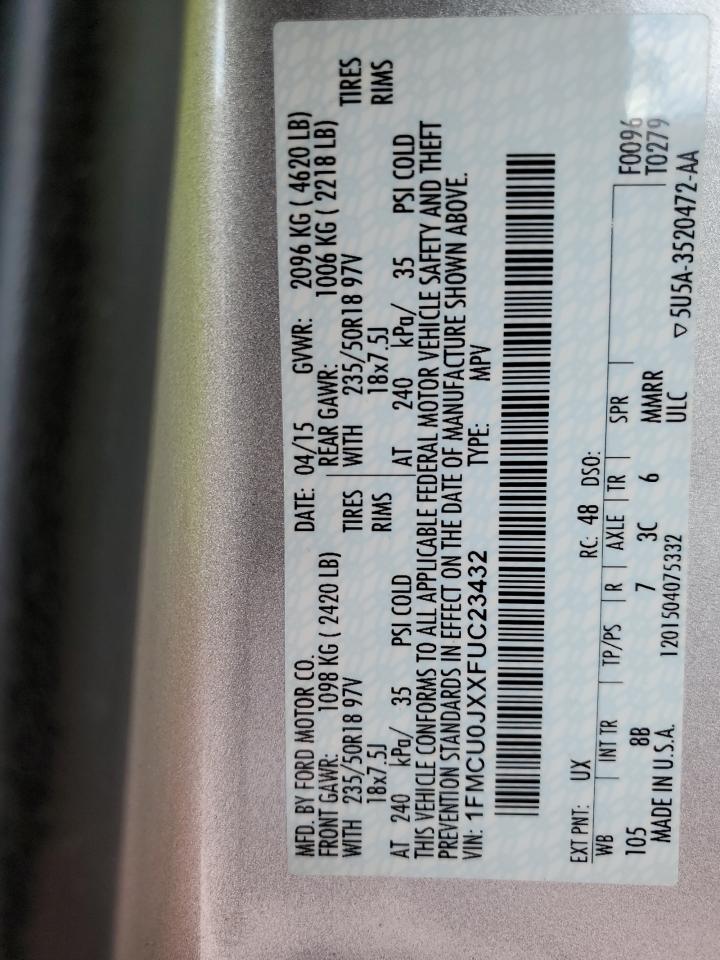 MFD. BY FORD MOTOR CO. DATE: 04/15 GVWR: 2096 KG ( 4620 LB)
FRONT GAWR: 1098 KG ( 2420 LB) REAR GAWR: 1006 KG ( 2218 LB)
WITH 235/50R18 97V TIRES WITH 235/50R18 97V TIRES
18x7.5J RIMS 18x7.5J RIMS
AT 240 kPa/ 35 PSI COLD AT 240 kPa/ 35 PSI COLD
THIS VEHICLE CONFORMS TO ALL APPLICABLE FEDERAL MOTOR VEHICLE SAFETY AND THEFT
PREVENTION STANDARDS IN EFFECT ON THE DATE OF MANUFACTURE SHOWN ABOVE.
VIN: 1FMCU0JXXFUC23432 TYPE: MPV
EXT PNT: UX RC: 48 DSO:
WB INT TR TP/PS R AXLE TR SPR F0096
105 8B 7 3C 6 MMRR T0279
MADE IN U.S.A. 1201504075332 ULC ▽5U5A-3520472-AA